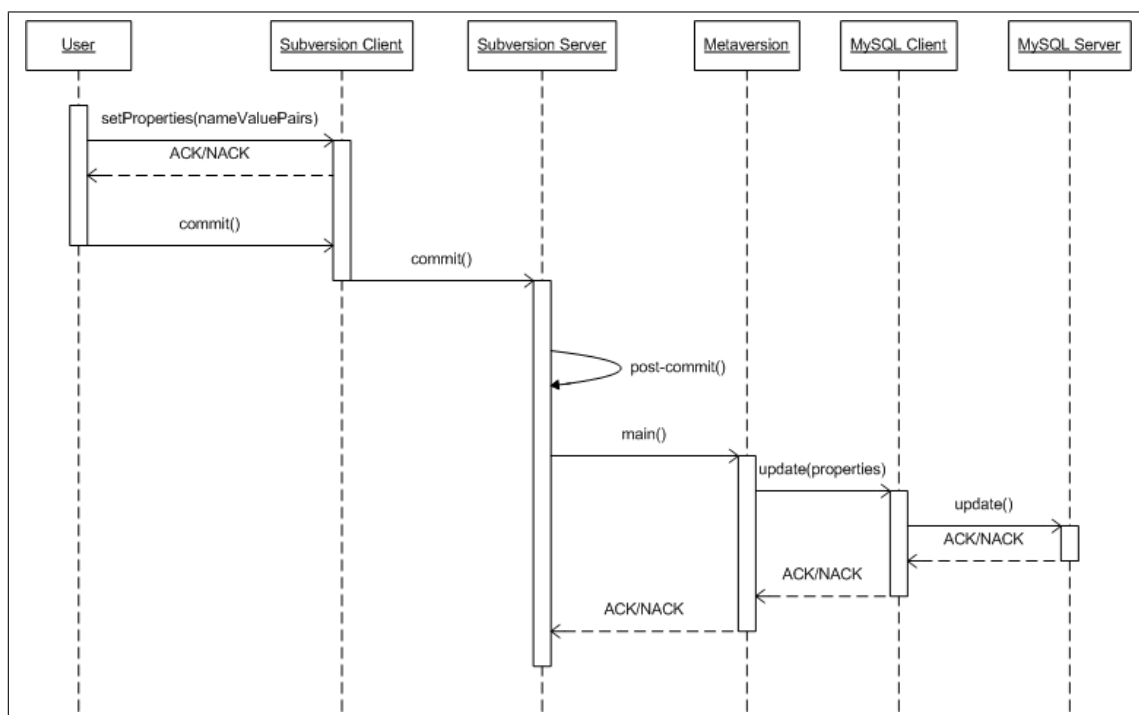 User
Subversion Client
Subversion Server
Metaversion
MySQL Client
MySQL Server
setProperties(nameValuePairs)
ACK/NACK
commit()
commit()
post-commit()
main()
update(properties)
update()
ACK/NACK
ACK/NACK
ACK/NACK